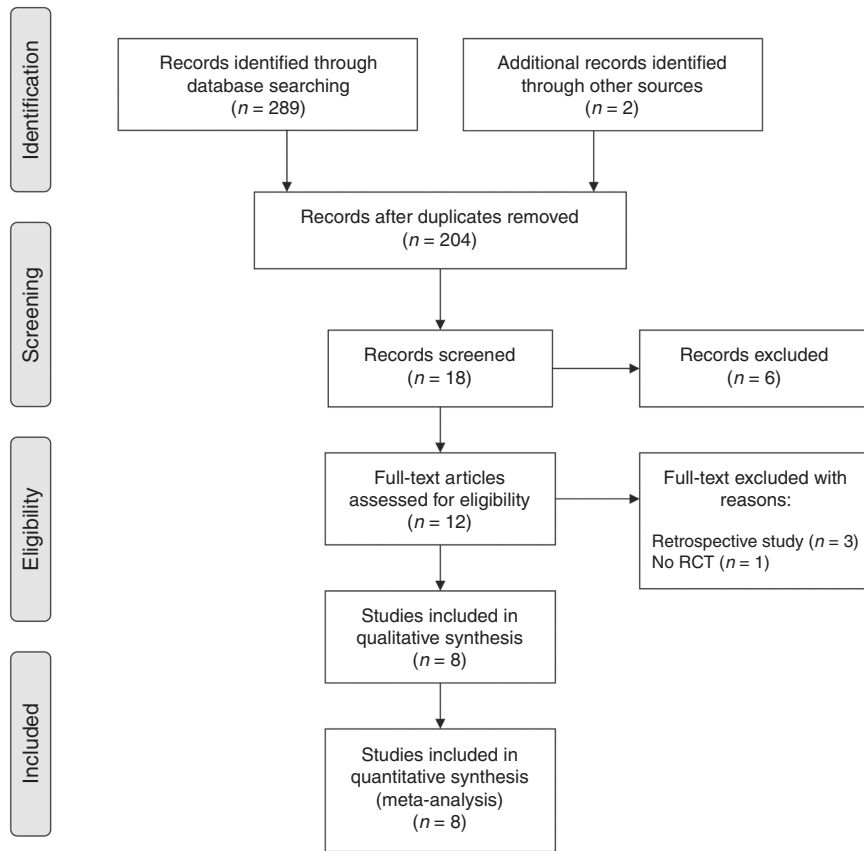 Identification
Records identified through
database searching
(n = 289)
Additional records identified
through other sources
(n = 2)
Records after duplicates removed
(n = 204)
Screening
Records screened
(n = 18)
Records excluded
(n = 6)
Eligibility
Full-text articles
assessed for eligibility
(n = 12)
Full-text excluded with
reasons:
Retrospective study (n = 3)
No RCT (n = 1)
Studies included in
qualitative synthesis
(n = 8)
Included
Studies included in
quantitative synthesis
(meta-analysis)
(n = 8)